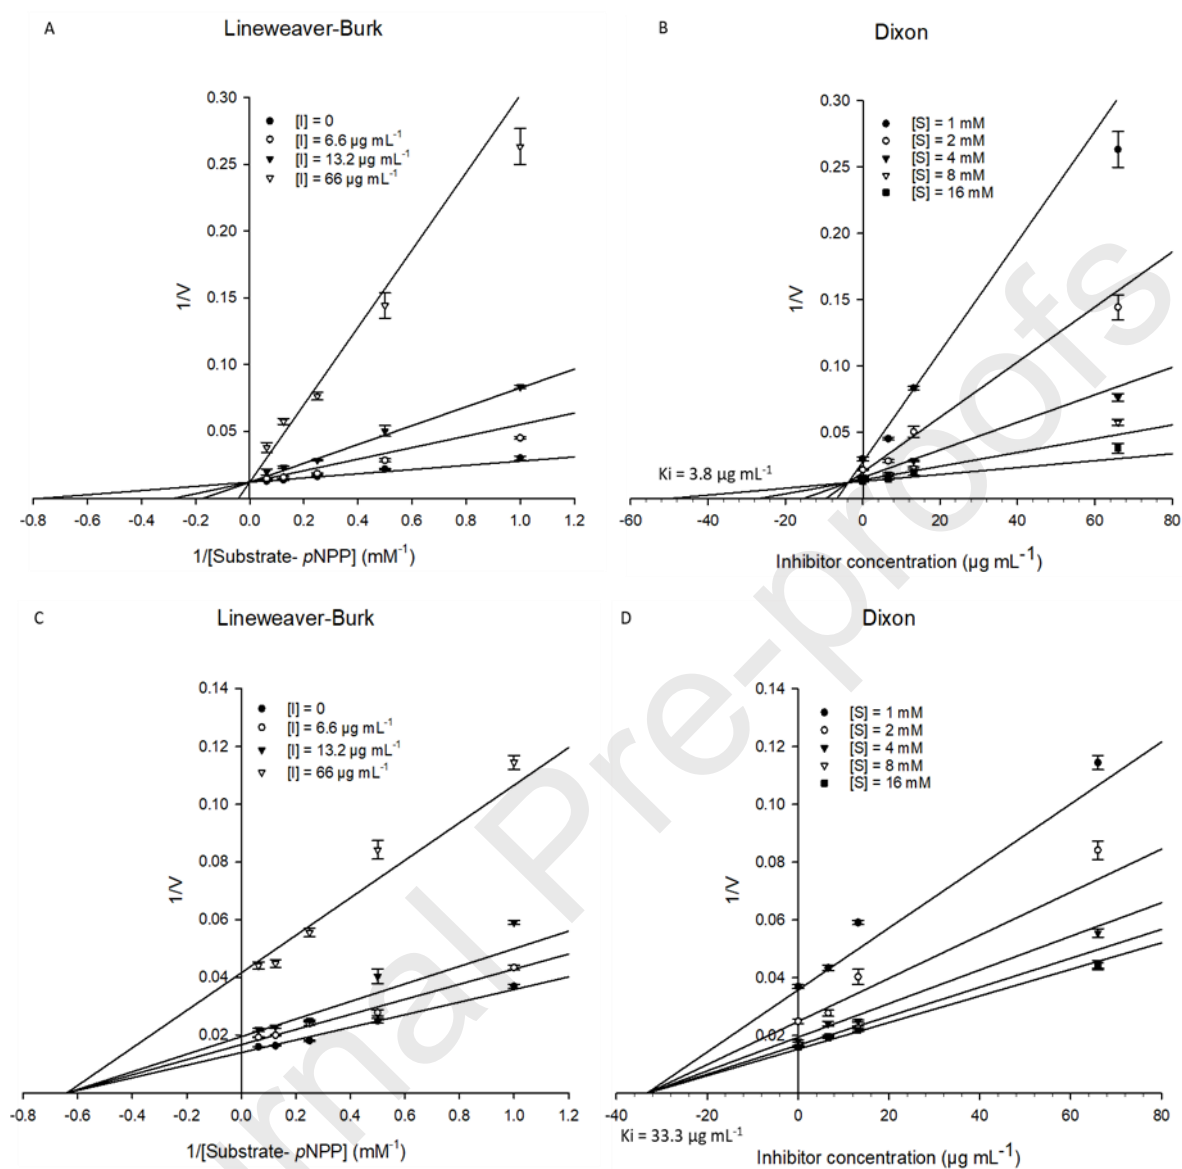 A
Lineweaver-Burk
[I] = 0
[I] = 6.6 µg mL-1
[I] = 13.2 µg mL-1
[I] = 66 µg mL-1
0.30
0.25
0.20
0.15
0.10
0.05
1/V
-0.8 -0.6 -0.4 -0.2 0.0 0.2 0.4 0.6 0.8 1.0 1.2
1/[Substrate- pNPP] (mM-1)
B
Dixon
[S] = 1 mM
[S] = 2 mM
[S] = 4 mM
[S] = 8 mM
[S] = 16 mM
0.30
0.25
0.20
0.15
0.10
0.05
1/V
Ki = 3.8 µg mL-1
-60 -40 -20 0 20 40 60 80
Inhibitor concentration (µg mL-1)
C
Lineweaver-Burk
[I] = 0
[I] = 6.6 µg mL-1
[I] = 13.2 µg mL-1
[I] = 66 µg mL-1
0.14
0.12
0.10
0.08
0.06
0.04
0.02
1/V
-0.8 -0.6 -0.4 -0.2 0.0 0.2 0.4 0.6 0.8 1.0 1.2
1/[Substrate- pNPP] (mM-1)
D
Dixon
[S] = 1 mM
[S] = 2 mM
[S] = 4 mM
[S] = 8 mM
[S] = 16 mM
0.14
0.12
0.10
0.08
0.06
0.04
0.02
1/V
-40 -20 0 20 40 60 80
Ki = 33.3 µg mL-1
Inhibitor concentration (µg mL-1)
rnal Pre-proofs